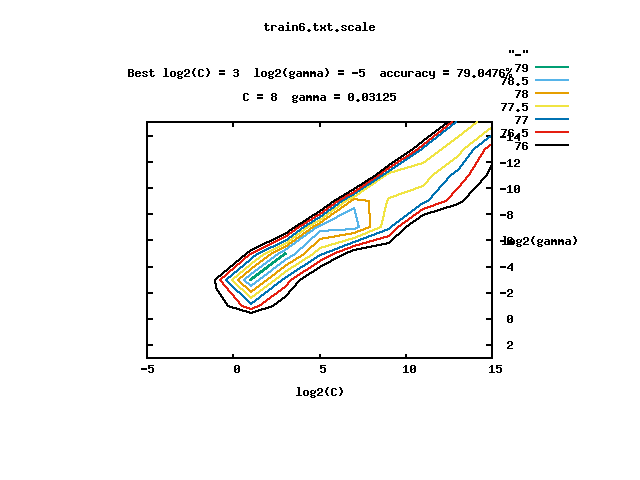 train6.txt.scale
"-"
Best log2(C) = 3  log2(gamma) = -5  accuracy = 79.0476%
79
78.5
C = 8  gamma = 0.03125
78
77.5
77
76.5
76
-14
-12
-10
-8
-6
log2(gamma)
-4
-2
0
2
-5 0 5 10 15
log2(C)